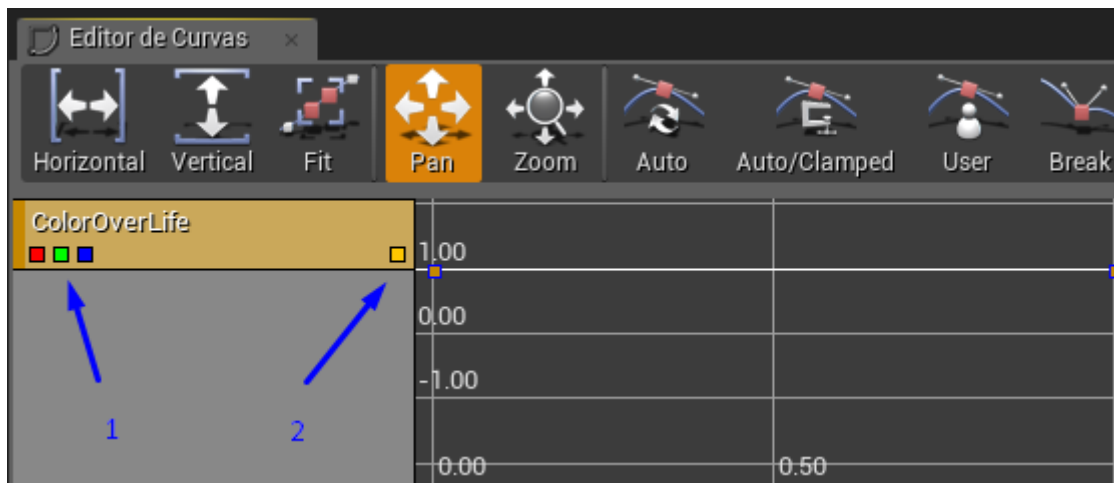 Editor de Curvas
Horizontal Vertical Fit Pan Zoom Auto Auto/Clamped User Break
ColorOverLife
1.00
0.00
-1.00
1 2
0.00 0.50